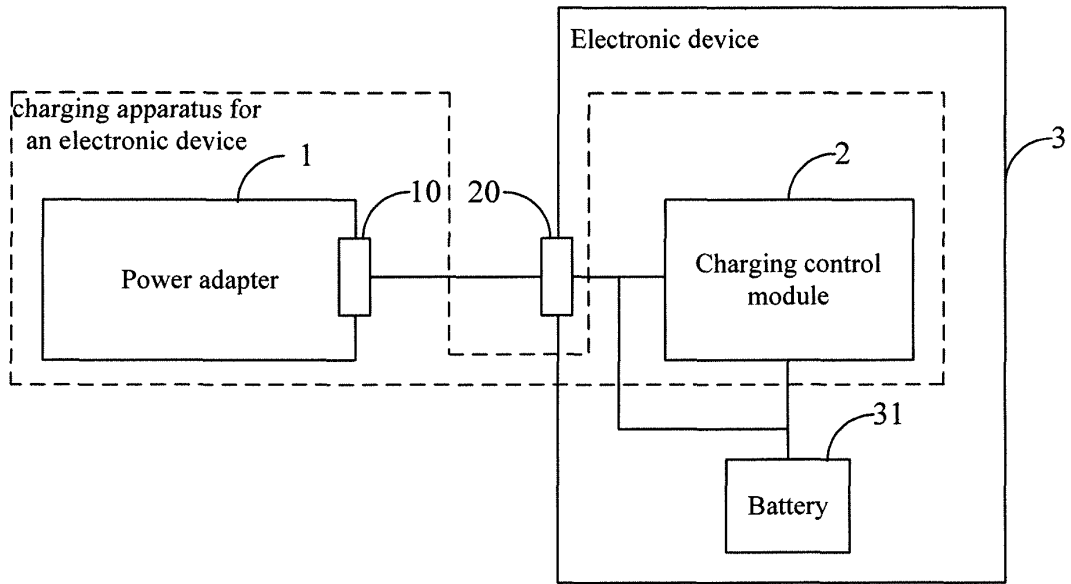 Electronic device
charging apparatus for
an electronic device
1
10
20
2
3
Power adapter
Charging control
module
31
Battery